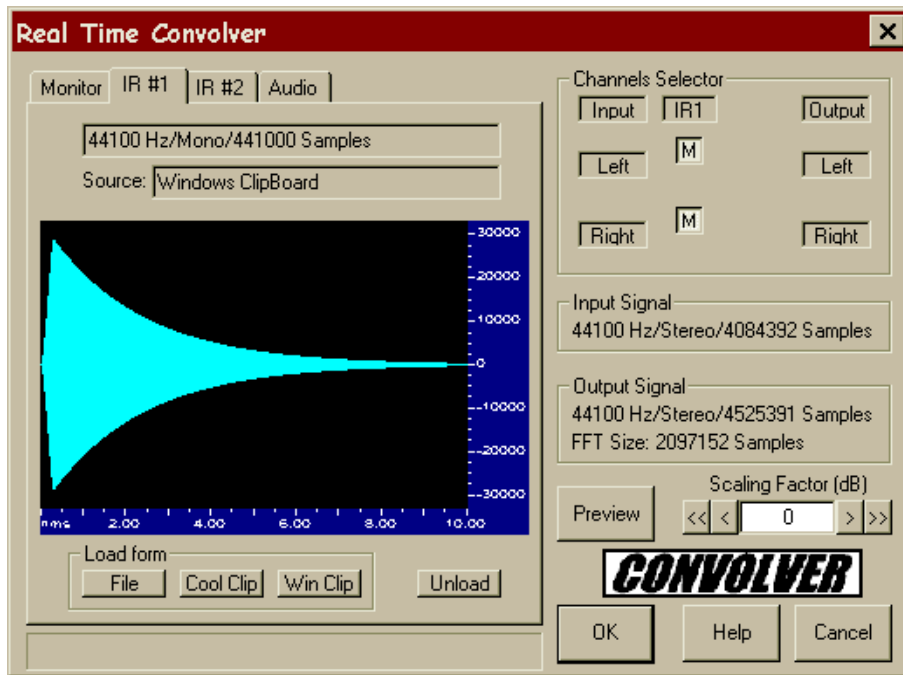 Real Time Convolver
Monitor IR #1 IR #2 Audio
44100 Hz/Mono/441000 Samples
Source: Windows ClipBoard
30000
20000
10000
0
-10000
-20000
-30000
hms 2.00 4.00 6.00 8.00 10.00
Load form
File Cool Clip Win Clip Unload
Channels Selector
Input IR1 Output
M
Left Left
M
Right Right
Input Signal
44100 Hz/Stereo/4084392 Samples
Output Signal
44100 Hz/Stereo/4525391 Samples
FFT Size: 2097152 Samples
Preview
Scaling Factor (dB)
<< < 0 > >>
CONVOLVER
OK Help Cancel